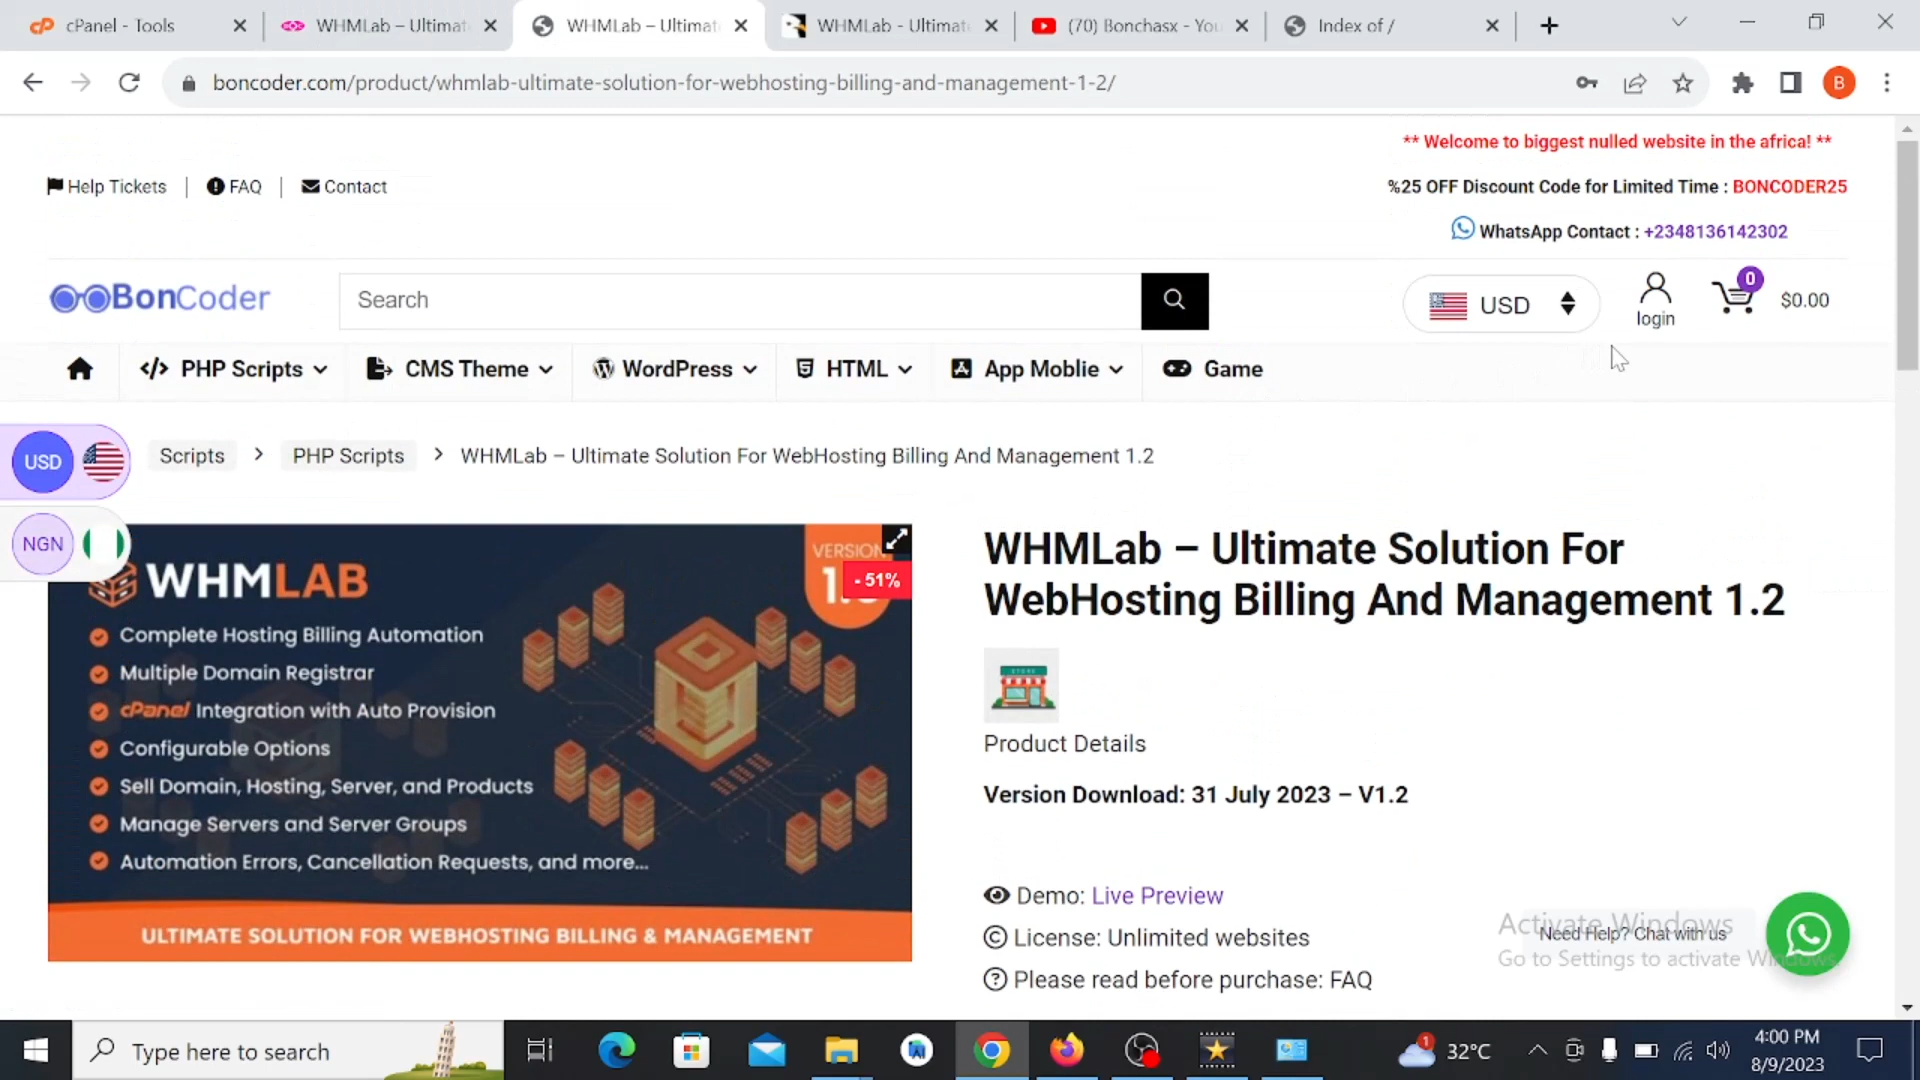 cPanel - Tools
WHMLab – Ultimat
WHMLab – Ultimat
WHMLab - Ultimat
(70) Bonchasx - You
Index of /
boncoder.com/product/whmlab-ultimate-solution-for-webhosting-billing-and-management-1-2/
B
** Welcome to biggest nulled website in the africa! **
Help Tickets | FAQ | Contact
%25 OFF Discount Code for Limited Time : BONCODER25
WhatsApp Contact : +2348136142302
BonCoder
Search
USD
login
0
$0.00
PHP Scripts
CMS Theme
WordPress
HTML
App Moblie
Game
USD
Scripts > PHP Scripts > WHMLab – Ultimate Solution For WebHosting Billing And Management 1.2
NGN
WHMLAB
VERSION
- 51%
Complete Hosting Billing Automation
Multiple Domain Registrar
cPanel Integration with Auto Provision
Configurable Options
Sell Domain, Hosting, Server, and Products
Manage Servers and Server Groups
Automation Errors, Cancellation Requests, and more...
ULTIMATE SOLUTION FOR WEBHOSTING BILLING & MANAGEMENT
WHMLab – Ultimate Solution For
WebHosting Billing And Management 1.2
STORE
Product Details
Version Download: 31 July 2023 – V1.2
Demo: Live Preview
License: Unlimited websites
Please read before purchase: FAQ
Activate Windows
Need Help? Chat with us
Go to Settings to activate Windows.
Type here to search
1
32°C
4:00 PM
8/9/2023